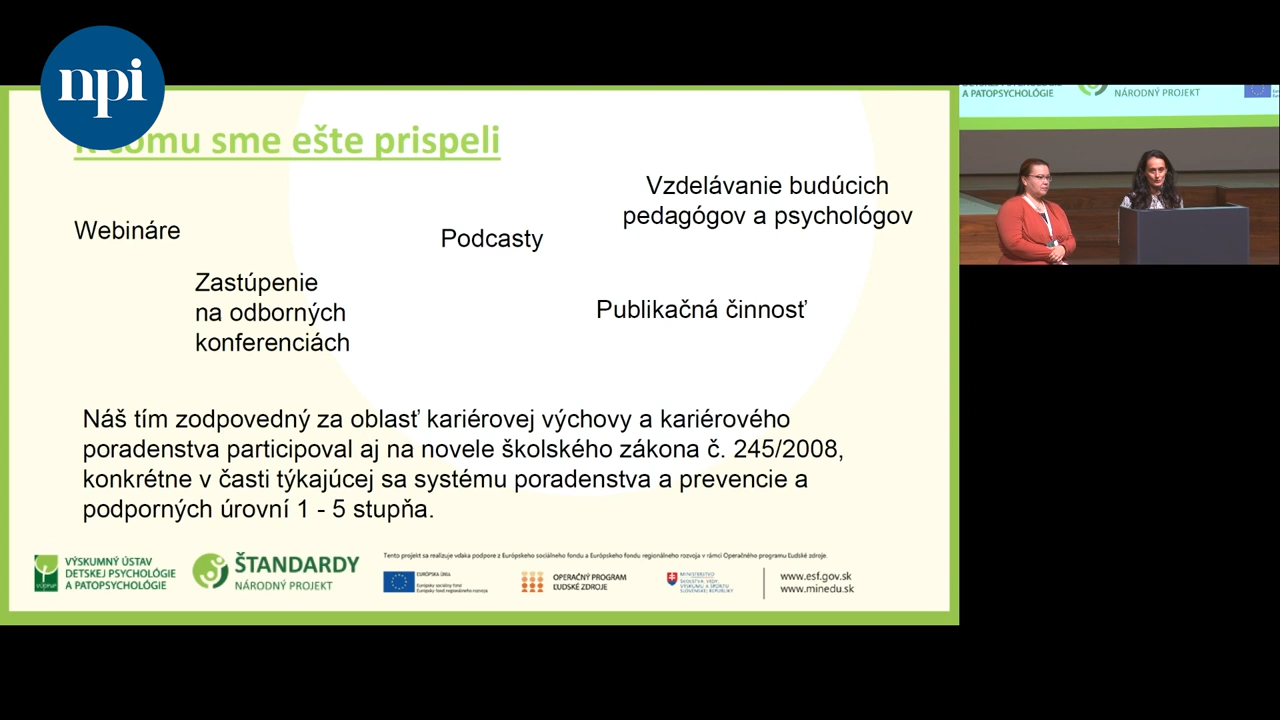 npi
čomu sme ešte prispeli
Vzdelávanie budúcich
pedagógov a psychológov
Webináre
Podcasty
Zastúpenie
na odborných
konferenciách
Publikačná činnosť
Náš tím zodpovedný za oblasť kariérovej výchovy a kariérového
poradenstva participoval aj na novele školského zákona č. 245/2008,
konkrétne v časti týkajúcej sa systému poradenstva a prevencie a
podporných úrovní 1 - 5 stupňa.
VÝSKUMNÝ ÚSTAV
DETSKEJ PSYCHOLÓGIE
A PATOPSYCHOLÓGIE
ŠTANDARDY
NÁRODNÝ PROJEKT
Tento projekt sa realizuje vďaka podpore z Európskeho sociálneho fondu a Európskeho fondu regionálneho rozvoja v rámci Operačného programu Ľudské zdroje.
EURÓPSKA ÚNIA
Európsky sociálny fond
Európsky fond regionálneho rozvoja
OPERAČNÝ PROGRAM
ĽUDSKÉ ZDROJE
MINISTERSTVO
ŠKOLSTVA, VEDY,
VÝSKUMU A ŠPORTU
SLOVENSKEJ REPUBLIKY
www.esf.gov.sk
www.minedu.sk
A PATOPSYCHOLÓGIE
NÁRODNÝ PROJEKT